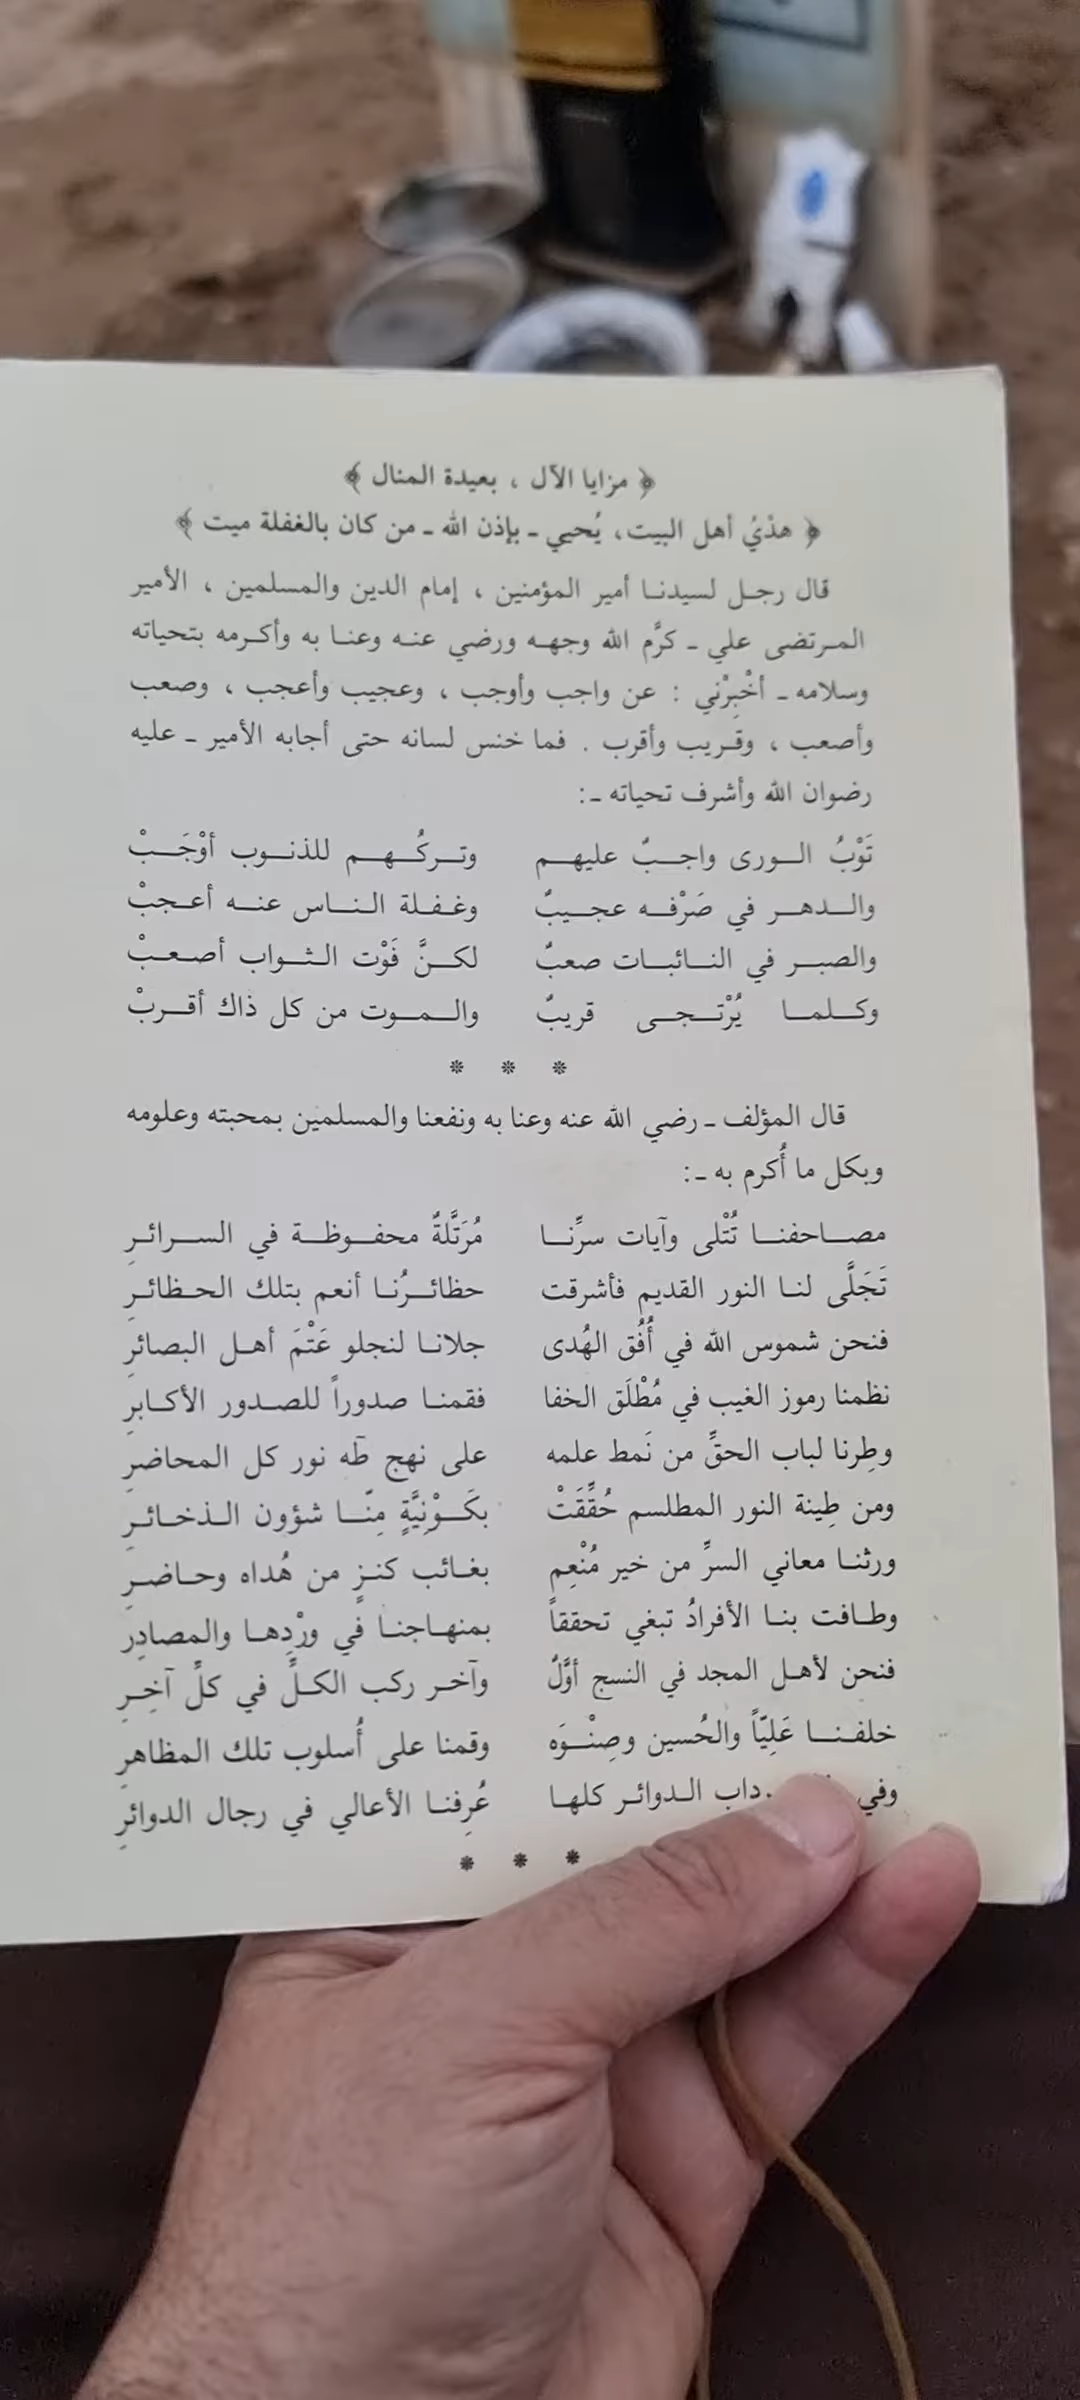 ﴿ مزايا الآل ، بعيدة المنال ﴾
﴿ هدْيُ أهل البيت، يُحيي ـ بإذن الله ـ من كان بالغفلة ميت ﴾
قال رجل لسيدنا أمير المؤمنين ، إمام الدين والمسلمين ، الأمير
المرتضى علي ـ كرَّم الله وجهه ورضي عنه وعنا به وأكرمه بتحياته
وسلامه ـ أخْبِرْني : عن واجب وأوجب ، وعجيب وأعجب ، وصعب
وأصعب ، وقريب وأقرب . فما خنس لسانه حتى أجابه الأمير ـ عليه
رضوان الله وأشرف تحياته ـ:
تَوْبُ الورى واجبٌ عليهم وتركُهم للذنوب أوْجَبْ
والدهر في صَرْفه عجيبٌ وغفلة الناس عنه أعجبْ
والصبر في النائبات صعبٌ لكنَّ فَوْت الثواب أصعبْ
وكلما يُرْتجى قريبٌ والموت من كل ذاك أقربْ
* * *
قال المؤلف ـ رضي الله عنه وعنا به ونفعنا والمسلمين بمحبته وعلومه
وبكل ما أُكرم به ـ:
مصاحفنا تُتْلى وآيات سرِّنا مُرَتَّلةٌ محفوظة في السرائرِ
تَجَلَّى لنا النور القديم فأشرقت حظائرُنا أنعم بتلك الحظائرِ
فنحن شموس الله في أُفُق الهُدى جلانا لنجلو عَتْمَ أهل البصائرِ
نظمنا رموز الغيب في مُطْلَق الخفا فقمنا صدوراً للصدور الأكابرِ
وطِرنا لباب الحقِّ من نَمط علمه على نهج طه نور كل المحاضرِ
ومن طِينة النور المطلسم حُقِّقَتْ بكَوْنِيَّةٍ مِنّا شؤون الذخائرِ
ورثنا معاني السرِّ من خير مُنْعِم بغائب كنزٍ من هُداه وحاضرِ
وطافت بنا الأفرادُ تبغي تحققاً بمنهاجنا في ورْدِها والمصادِرِ
فنحن لأهل المجد في النسج أوَّلٌ وآخر ركب الكلِّ في كلِّ آخِرِ
خلفنا عَلِيّاً والحُسين وصِنْوَه وقمنا على أُسلوب تلك المظاهرِ
وفي الدوائر كلها عُرِفنا الأعالي في رجال الدوائرِ
* * *